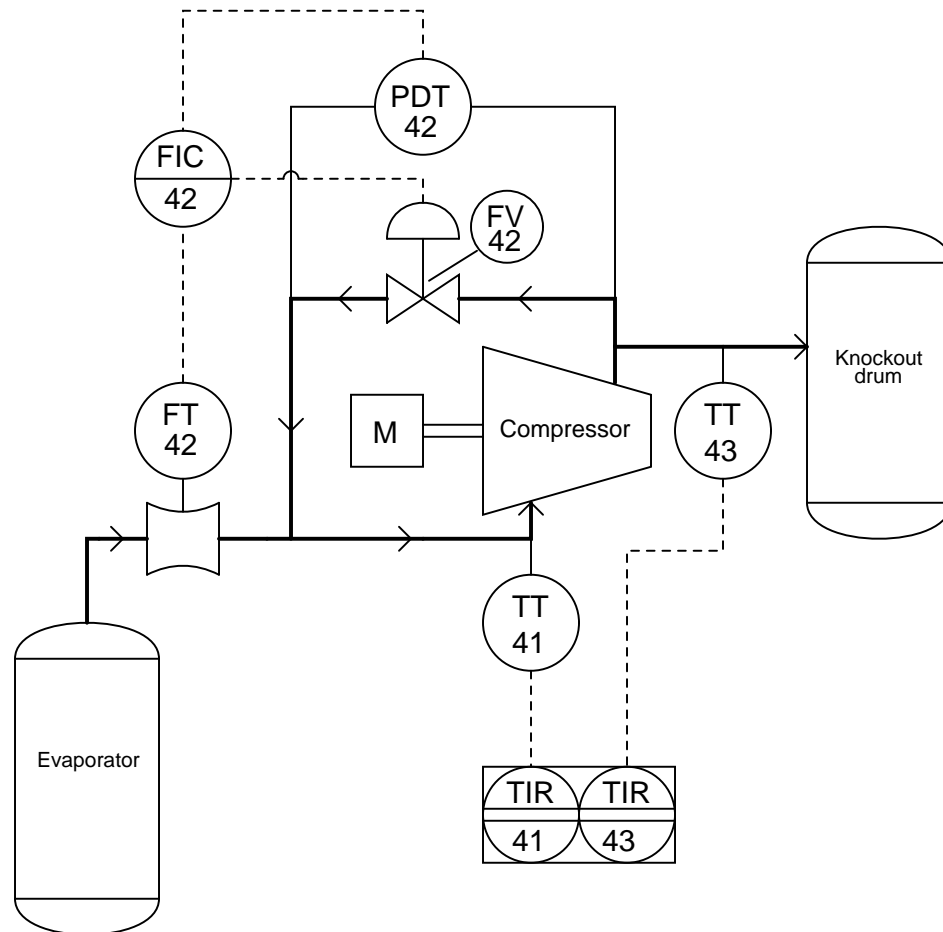 PDT
42
FIC
42
FV
42
Knockout
drum
FT
42
M
Compressor
TT
43
TT
41
Evaporator
TIR
41
TIR
43